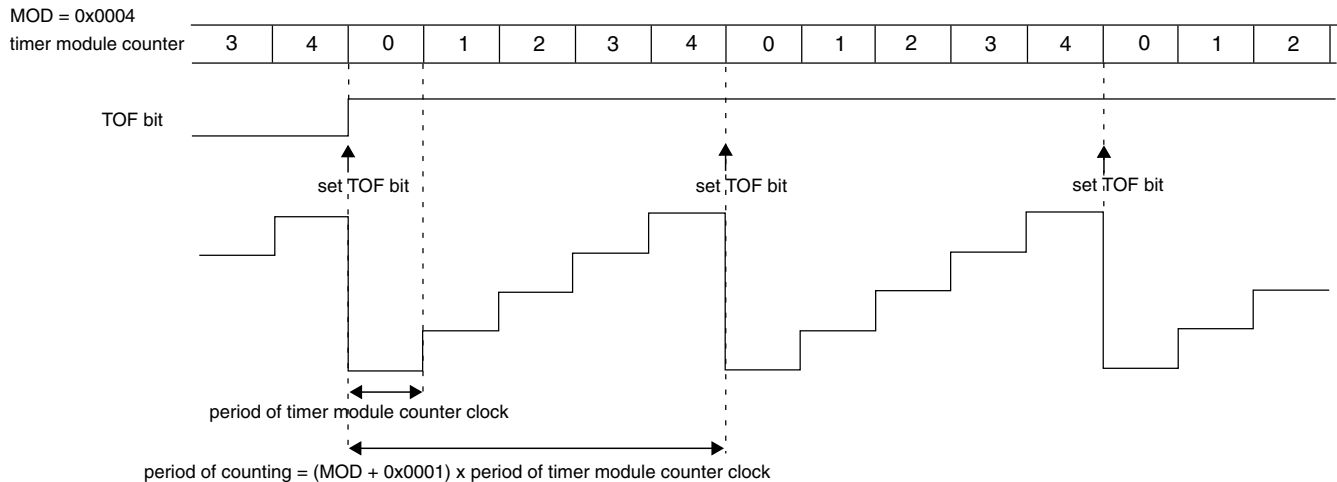 MOD = 0x0004
timer module counter 3 4 0 1 2 3 4 0 1 2 3 4 0 1 2
TOF bit
set TOF bit set TOF bit set TOF bit
period of timer module counter clock
period of counting = (MOD + 0x0001) x period of timer module counter clock